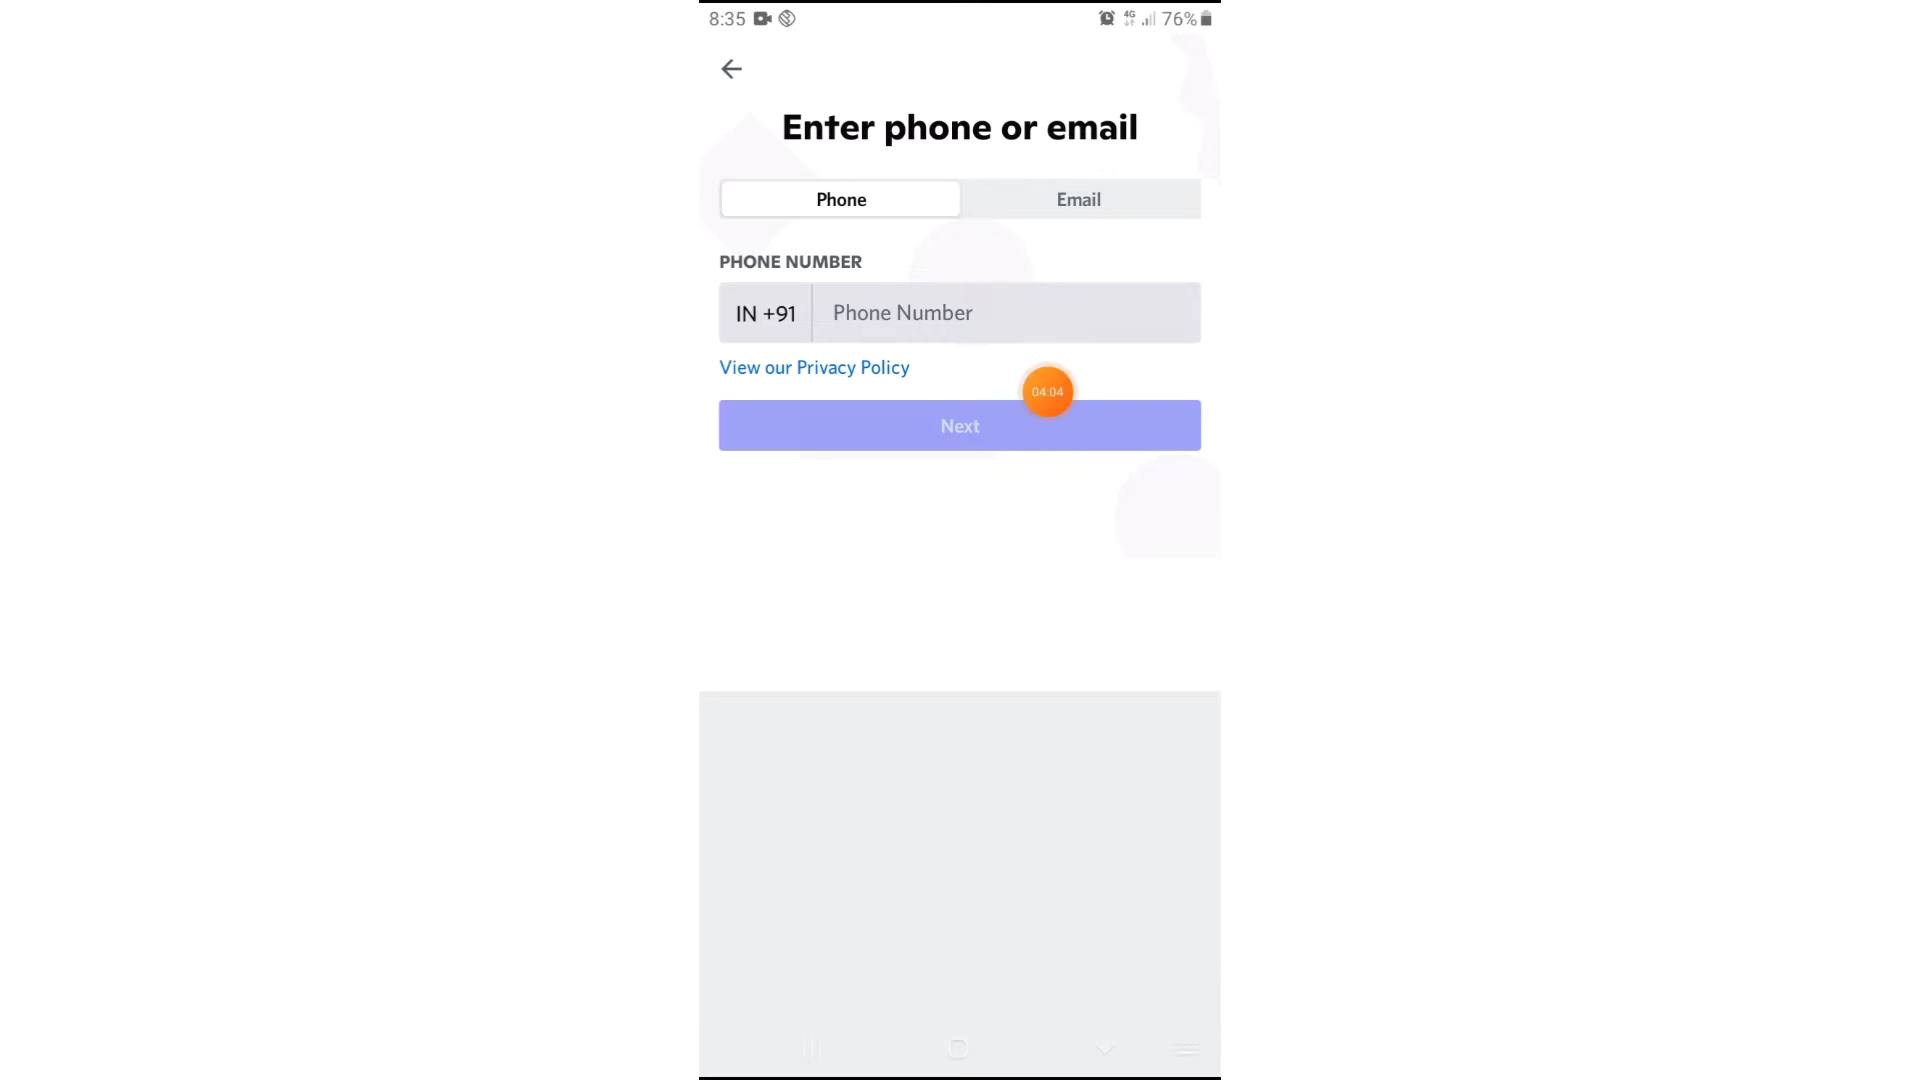 8:35 4G 76%
Enter phone or email
Phone Email
PHONE NUMBER
IN +91 Phone Number
View our Privacy Policy
04:04
Next